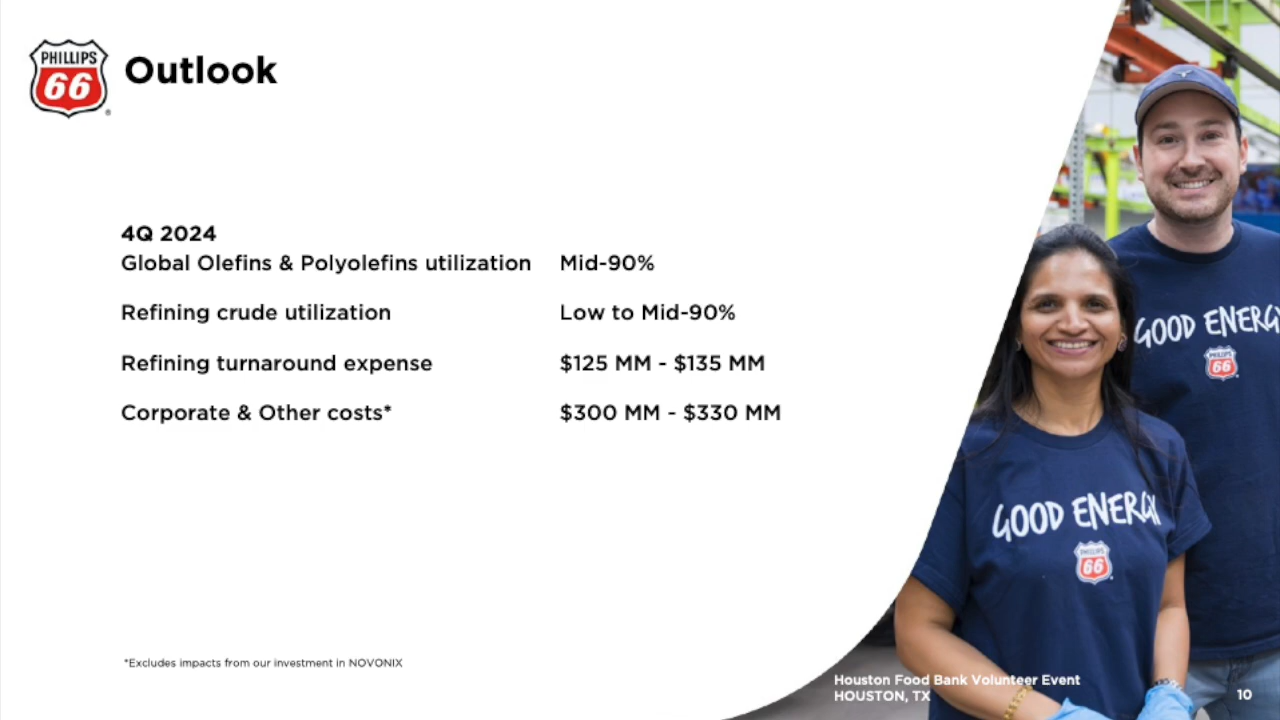 PHILLIPS
66
®
Outlook
4Q 2024
Global Olefins & Polyolefins utilization Mid-90%
Refining crude utilization Low to Mid-90%
Refining turnaround expense $125 MM - $135 MM
Corporate & Other costs* $300 MM - $330 MM
*Excludes impacts from our investment in NOVONIX
GOOD ENERGY
PHILLIPS
66
GOOD ENERGY
PHILLIPS
66
Houston Food Bank Volunteer Event
HOUSTON, TX
10